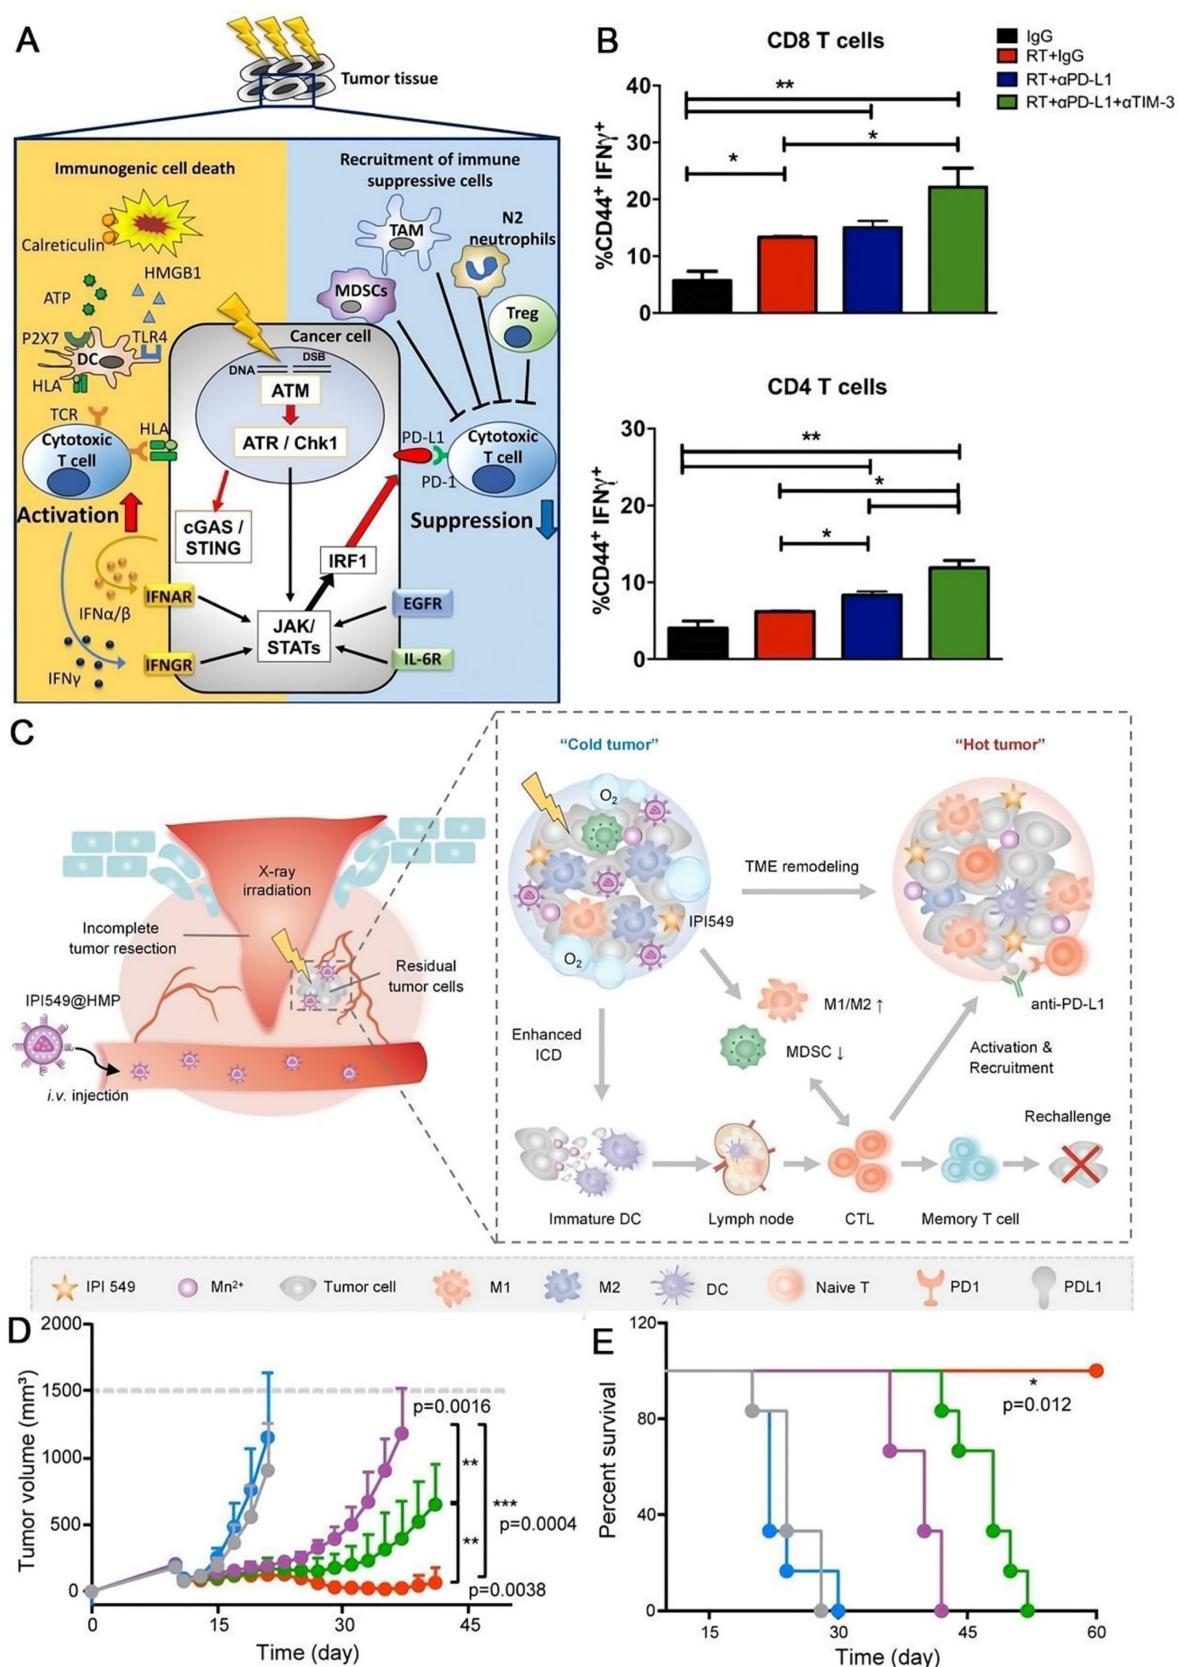 A
Tumor tissue
Immunogenic cell death
Recruitment of immune
suppressive cells
Calreticulin
HMGB1
ATP
P2X7
TLR4
DC
HLA
TCR
HLA
Cytotoxic
T cell
Activation
IFNα/β
IFNγ
IFNAR
IFNGR
TAM
N2
neutrophils
MDSCs
Treg
Cancer cell
DNA
DSB
ATM
ATR / Chk1
PD-L1
PD-1
Cytotoxic
T cell
Suppression
cGAS /
STING
IRF1
JAK/
STATs
EGFR
IL-6R
B
CD8 T cells
IgG
RT+IgG
RT+αPD-L1
RT+αPD-L1+αTIM-3
%CD44⁺ IFNγ⁺
40
30
20
10
0
**
*
*
CD4 T cells
%CD44⁺ IFNγ⁺
30
20
10
0
**
*
*
C
X-ray
irradiation
Incomplete
tumor resection
Residual
tumor cells
IPI549@HMP
i.v. injection
"Cold tumor"
"Hot tumor"
O₂
O₂
IPI549
TME remodeling
M1/M2 ↑
MDSC ↓
anti-PD-L1
Enhanced
ICD
Activation &
Recruitment
Rechallenge
Immature DC
Lymph node
CTL
Memory T cell
IPI 549
Mn²⁺
Tumor cell
M1
M2
DC
Naive T
PD1
PDL1
D
Tumor volume (mm³)
2000
1500
1000
500
0
0
15
30
45
Time (day)
p=0.0016
**
***
p=0.0004
**
p=0.0038
E
Percent survival
120
80
40
0
15
30
45
60
Time (day)
*
p=0.012